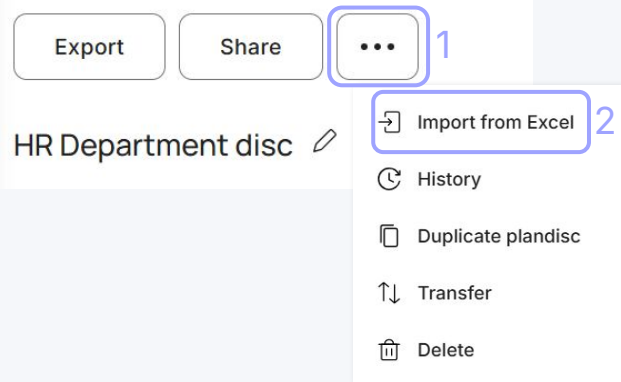 Export Share ••• 1
Import from Excel 2
HR Department disc
History
Duplicate plandisc
Transfer
Delete